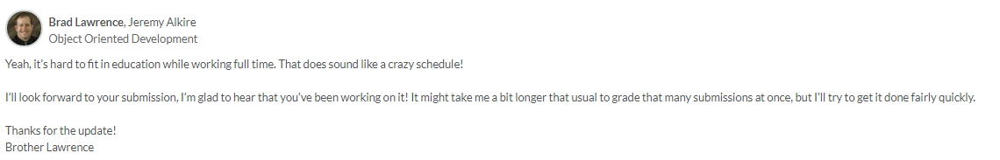 Brad Lawrence, Jeremy Alkire
Object Oriented Development
Yeah, it's hard to fit in education while working full time. That does sound like a crazy schedule!
I'll look forward to your submission, I'm glad to hear that you've been working on it! It might take me a bit longer that usual to grade that many submissions at once, but I'll try to get it done fairly quickly.
Thanks for the update!
Brother Lawrence